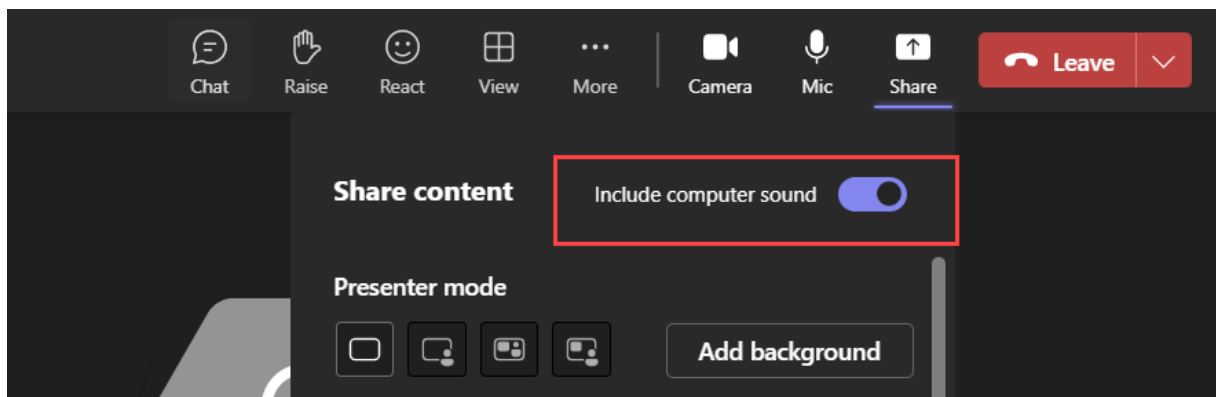 Chat Raise React View More Camera Mic Share Leave
Share content Include computer sound
Presenter mode
Add background